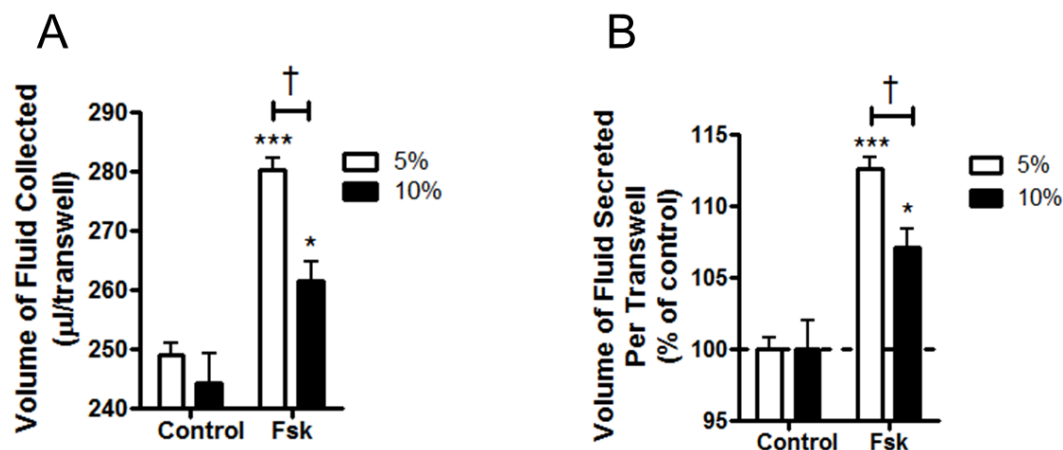 A
Volume of Fluid Collected
(μl/transwell)
290
280
270
260
250
240
***
†
*
Control
Fsk
5%
10%
B
Volume of Fluid Secreted
Per Transwell
(% of control)
115
110
105
100
95
***
†
*
Control
Fsk
5%
10%